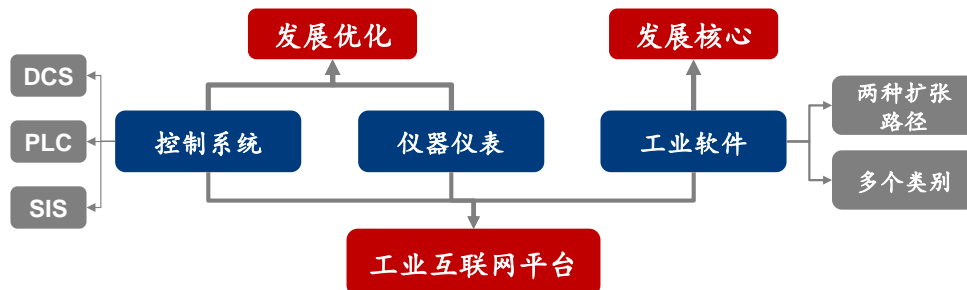 发展优化
发展核心
DCS
PLC
SIS
控制系统
仪器仪表
工业软件
两种扩张
路径
多个类别
工业互联网平台